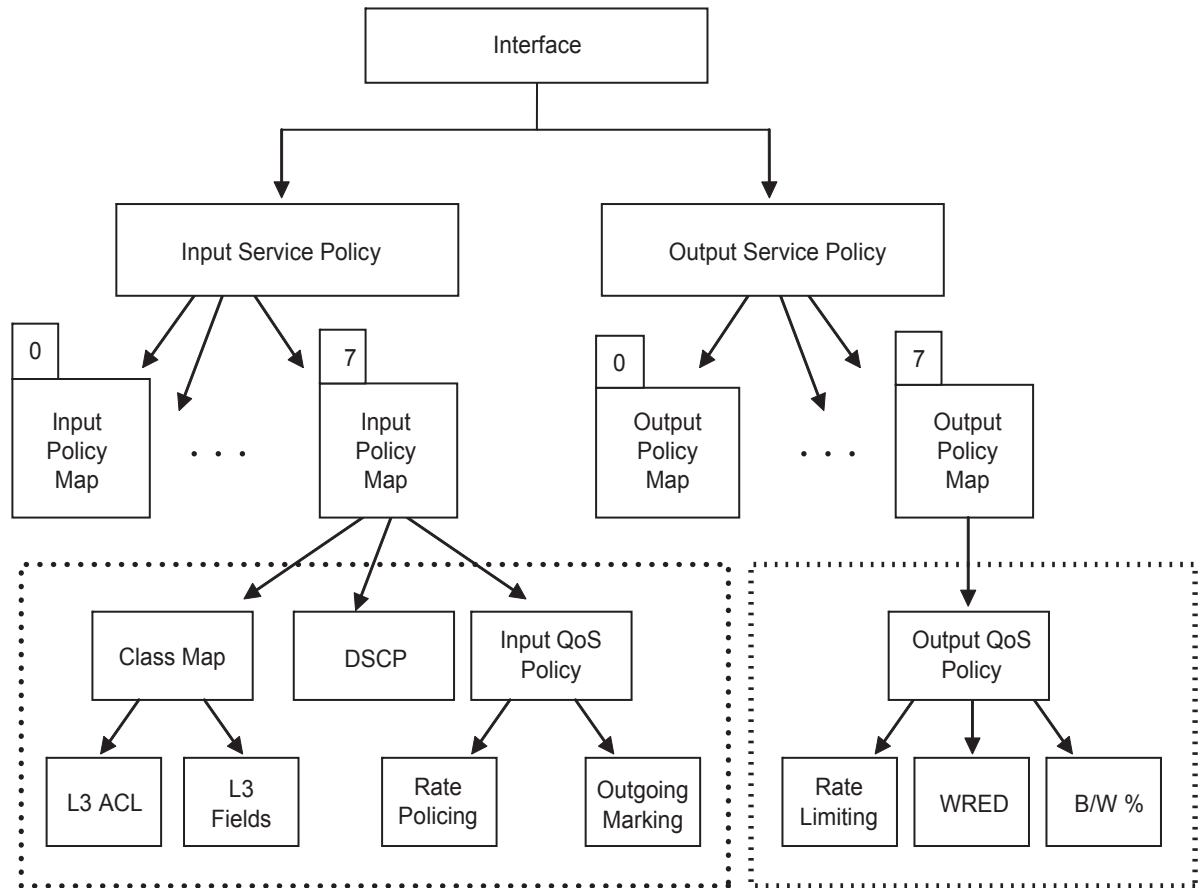 Interface
Input Service Policy
Output Service Policy
0
Input
Policy
Map
. . .
7
Input
Policy
Map
0
Output
Policy
Map
. . .
7
Output
Policy
Map
Class Map
DSCP
Input QoS
Policy
Output QoS
Policy
L3 ACL
L3
Fields
Rate
Policing
Outgoing
Marking
Rate
Limiting
WRED
B/W %